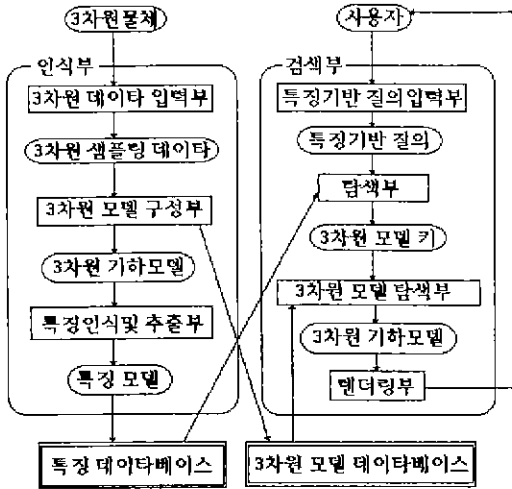 3차원물체
인식부
3차원 데이타 입력부
3차원 샘플링 데이타
3차원 모델 구성부
3차원 기하모델
특징인식및 추출부
특징 모델
특징 데이타베이스
사용자
검색부
특징기반 질의입력부
특징기반 질의
탐색부
3차원 모델 키
3차원 모델 탐색부
3차원 기하모델
렌더링부
3차원 모델 데이타베이스